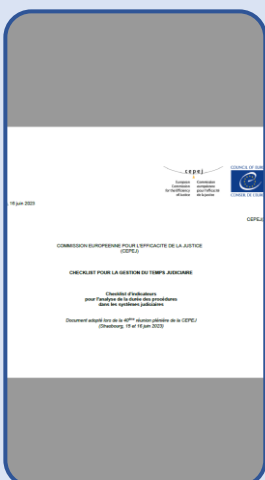 cepej
European Commission
Commission européenne
for the efficiency pour l'efficacité
of justice de la justice
COUNCIL OF EUR
CONSEIL DE L'EUR
, 16 juin 2023
CEPEJ(
COMMISSION EUROPEENNE POUR L'EFFICACITE DE LA JUSTICE
(CEPEJ)
CHECKLIST POUR LA GESTION DU TEMPS JUDICIAIRE
Checklist d'indicateurs
pour l'analyse de la durée des procédures
dans les systèmes judiciaires
Document adopté lors de la 40ème réunion plénière de la CEPEJ
(Strasbourg, 15 et 16 juin 2023)